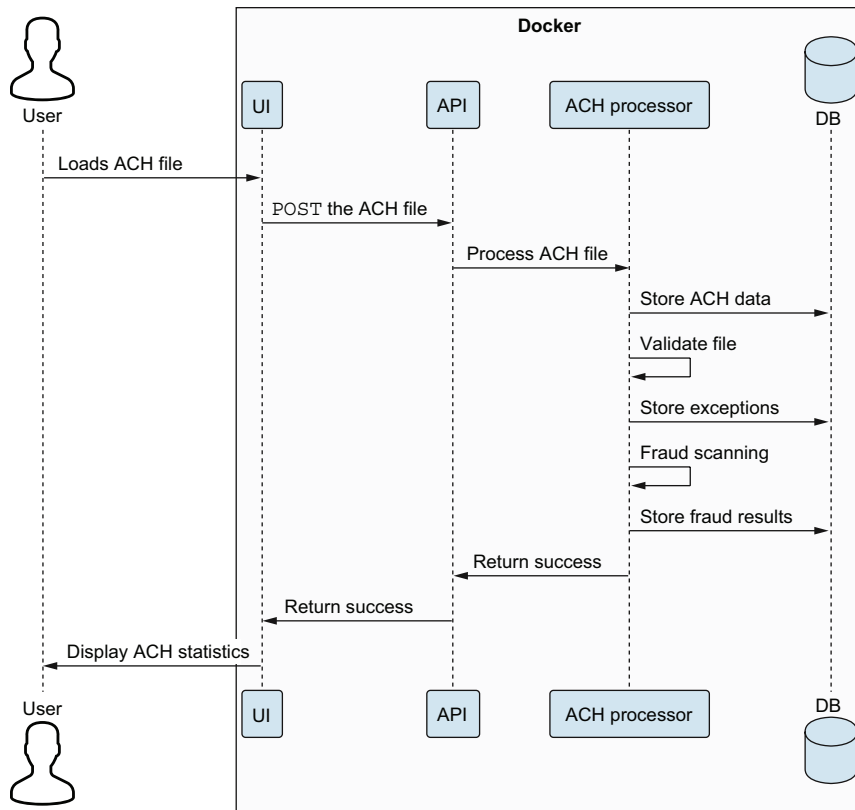 Docker
User
UI
API
ACH processor
DB
Loads ACH file
POST the ACH file
Process ACH file
Store ACH data
Validate file
Store exceptions
Fraud scanning
Store fraud results
Return success
Return success
Display ACH statistics
User
UI
API
ACH processor
DB